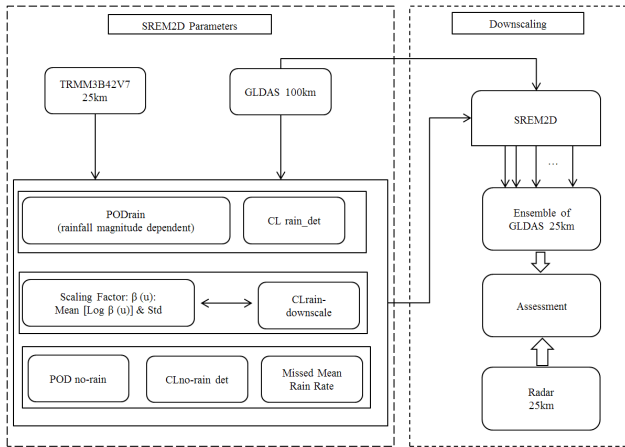 SREM2D Parameters
Downscaling
TRMM3B42V7
25km
GLDAS 100km
SREM2D
PODrain
(rainfall magnitude dependent)
CL rain_det
...
Ensemble of
GLDAS 25km
Scaling Factor: β (u):
Mean [Log β (u)] & Std
CLrain-
downscale
Assessment
POD no-rain
CLno-rain det
Missed Mean
Rain Rate
Radar
25km